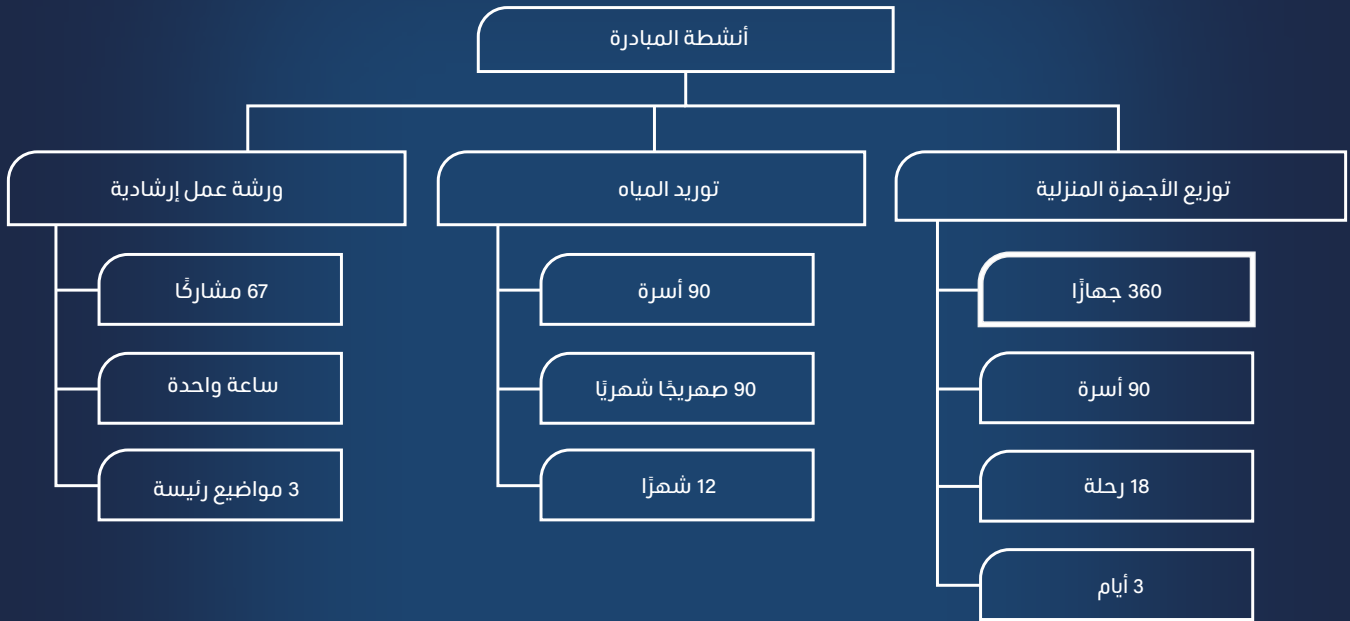 أنشطة المبادرة
توزيع الأجهزة المنزلية
360 جهازًا
90 أسرة
18 رحلة
3 أيام
توريد المياه
90 أسرة
90 صهريجًا شهريًا
12 شهرًا
ورشة عمل إرشادية
67 مشاركًا
ساعة واحدة
3 مواضيع رئيسة